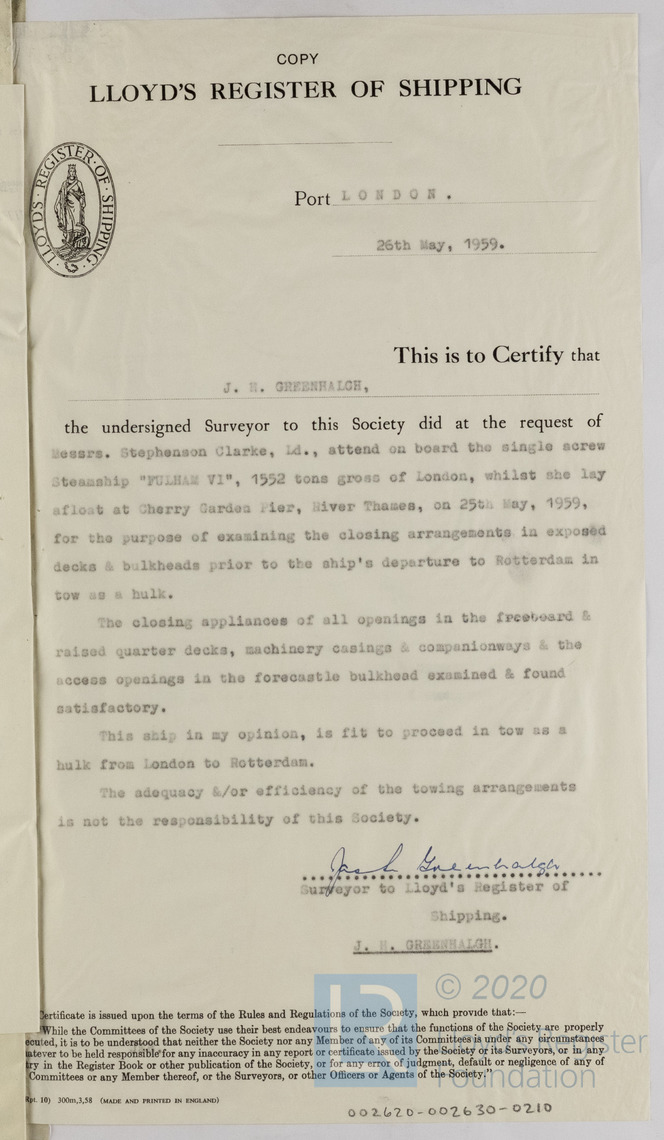 COPY
LLOYD'S REGISTER OF SHIPPING
LLOYD'S · REGISTER · OF · SHIPPING
Port LONDON.
26th May, 1959.
This is to Certify that
J. H. GREENHALGH,
the undersigned Surveyor to this Society did at the request of
Messrs. Stephenson Clarke, Ld., attend on board the single screw
Steamship "FULHAM VI", 1552 tons gross of London, whilst she lay
afloat at Cherry Garden Pier, River Thames, on 25th May, 1959,
for the purpose of examining the closing arrangements in exposed
decks & bulkheads prior to the ship's departure to Rotterdam in
tow as a hulk.
The closing appliances of all openings in the freeboard &
raised quarter decks, machinery casings & companionways & the
access openings in the forecastle bulkhead examined & found
satisfactory.
This ship in my opinion, is fit to proceed in tow as a
hulk from London to Rotterdam.
The adequacy &/or efficiency of the towing arrangements
is not the responsibility of this Society.
Greenhalgh
Surveyor to Lloyd's Register of
Shipping.
J. H. GREENHALGH.
© 2020
Certificate is issued upon the terms of the Rules and Regulations of the Society, which provide that:—
"While the Committees of the Society use their best endeavours to ensure that the functions of the Society are properly
ecuted, it is to be understood that neither the Society nor any Member of any of its Committees is under any circumstances
atever to be held responsible for any inaccuracy in any report or certificate issued by the Society or its Surveyors, or in any
try in the Register Book or other publication of the Society, or for any error of judgment, default or negligence of any of
Committees or any Member thereof, or the Surveyors, or other Officers or Agents of the Society."
Foundation
Rpt. 10) 300m,3,58 (MADE AND PRINTED IN ENGLAND)
002620-002630-0210